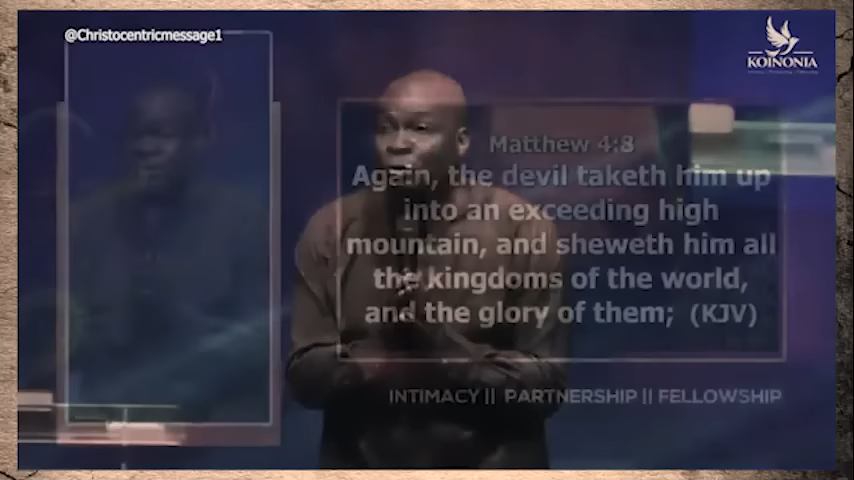 @Christocentricmessage1
KOINONIA
Matthew 4:8
Again, the devil taketh him up
into an exceeding high
mountain, and sheweth him all
the kingdoms of the world,
and the glory of them; (KJV)
INTIMACY || PARTNERSHIP || FELLOWSHIP